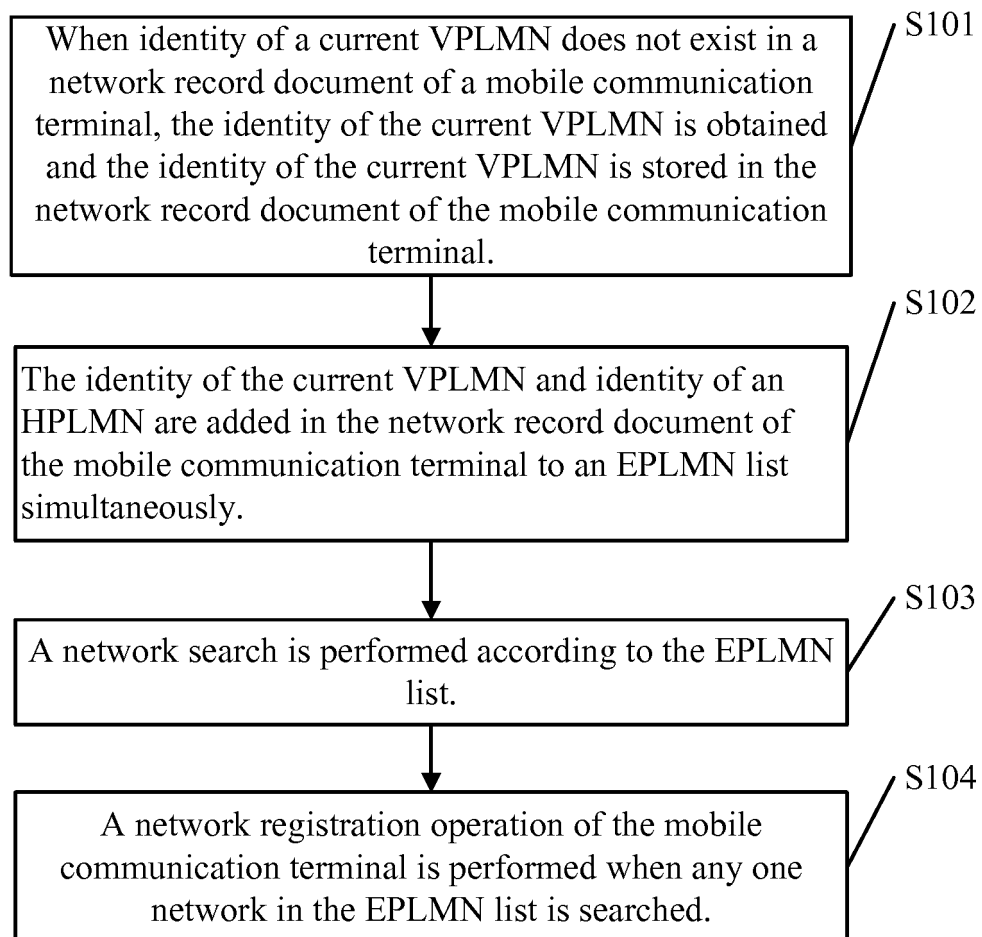 When identity of a current VPLMN does not exist in a
network record document of a mobile communication
terminal, the identity of the current VPLMN is obtained
and the identity of the current VPLMN is stored in the
network record document of the mobile communication
terminal.
S101
The identity of the current VPLMN and identity of an
HPLMN are added in the network record document of
the mobile communication terminal to an EPLMN list
simultaneously.
S102
A network search is performed according to the EPLMN
list.
S103
A network registration operation of the mobile
communication terminal is performed when any one
network in the EPLMN list is searched.
S104